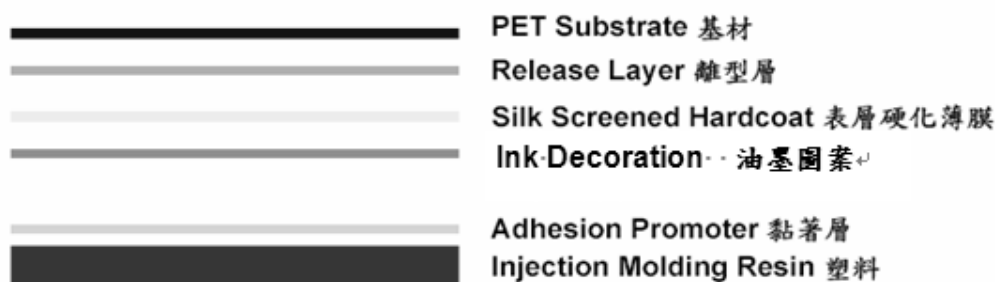 PET Substrate 基材
Release Layer 離型層
Silk Screened Hardcoat 表層硬化薄膜
Ink·Decoration··油墨圖案↵
Adhesion Promoter 黏著層
Injection Molding Resin 塑料